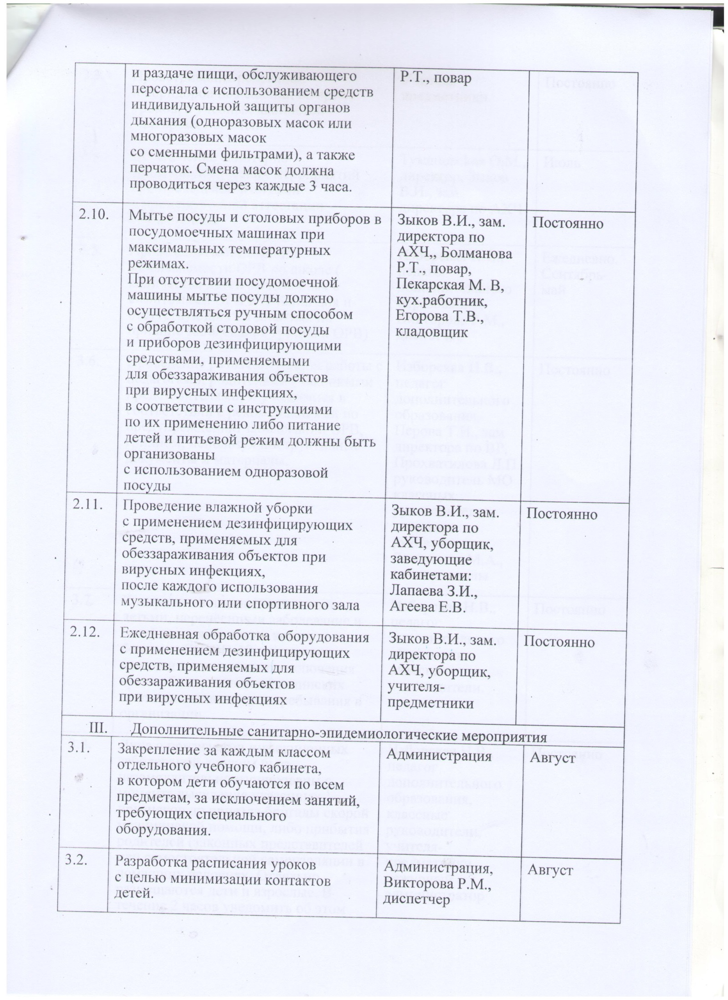 и раздаче пищи, обслуживающего
персонала с использованием средств
индивидуальной защиты органов
дыхания (одноразовых масок или
многоразовых масок
со сменными фильтрами), а также
перчаток. Смена масок должна
проводиться через каждые 3 часа.
Р.Т., повар
2.10.
Мытье посуды и столовых приборов в
посудомоечных машинах при
максимальных температурных
режимах.
При отсутствии посудомоечной
машины мытье посуды должно
осуществляться ручным способом
с обработкой столовой посуды
и приборов дезинфицирующими
средствами, применяемыми
для обеззараживания объектов
при вирусных инфекциях,
в соответствии с инструкциями
по их применению либо питание
детей и питьевой режим должны быть
организованы
с использованием одноразовой
посуды
Зыков В.И., зам.
директора по
АХЧ,, Болманова
Р.Т., повар,
Пекарская М. В,
кух.работник,
Егорова Т.В.,
кладовщик
Постоянно
2.11.
Проведение влажной уборки
с применением дезинфицирующих
средств, применяемых для
обеззараживания объектов при
вирусных инфекциях,
после каждого использования
музыкального или спортивного зала
Зыков В.И., зам.
директора по
АХЧ, уборщик,
заведующие
кабинетами:
Лапаева З.И.,
Агеева Е.В.
Постоянно
2.12.
Ежедневная обработка оборудования
с применением дезинфицирующих
средств, применяемых для
обеззараживания объектов
при вирусных инфекциях
Зыков В.И., зам.
директора по
АХЧ, уборщик,
учителя-
предметники
Постоянно
III. Дополнительные санитарно-эпидемиологические мероприятия
3.1.
Закрепление за каждым классом
отдельного учебного кабинета,
в котором дети обучаются по всем
предметам, за исключением занятий,
требующих специального
оборудования.
Администрация
Август
3.2.
Разработка расписания уроков
с целью минимизации контактов
детей.
Администрация,
Викторова Р.М.,
диспетчер
Август